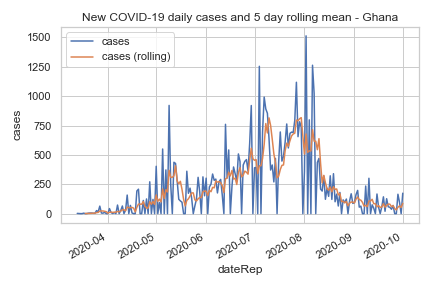 New COVID-19 daily cases and 5 day rolling mean - Ghana
cases
cases (rolling)
1500
1250
1000
750
500
250
0
cases
2020-04
2020-05
2020-06
2020-07
2020-08
2020-09
2020-10
dateRep